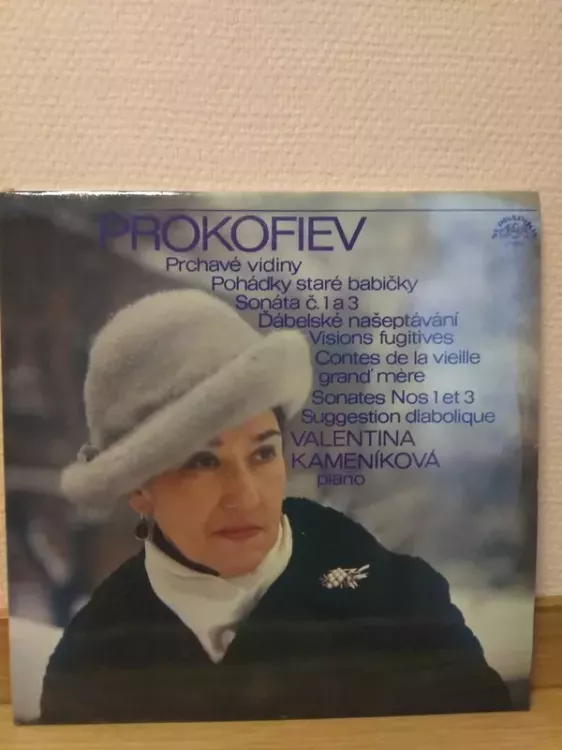 PROKOFIEV
Prchavé vidiny
Pohádky staré babičky
Sonáta č. 1 a 3
Ďábelské našeptávání
Visions fugitives
Contes de la vieille
grand' mère
Sonates Nos 1 et 3
Suggestion diabolique
VALENTINA
KAMENÍKOVÁ
piano
SUPRAPHON